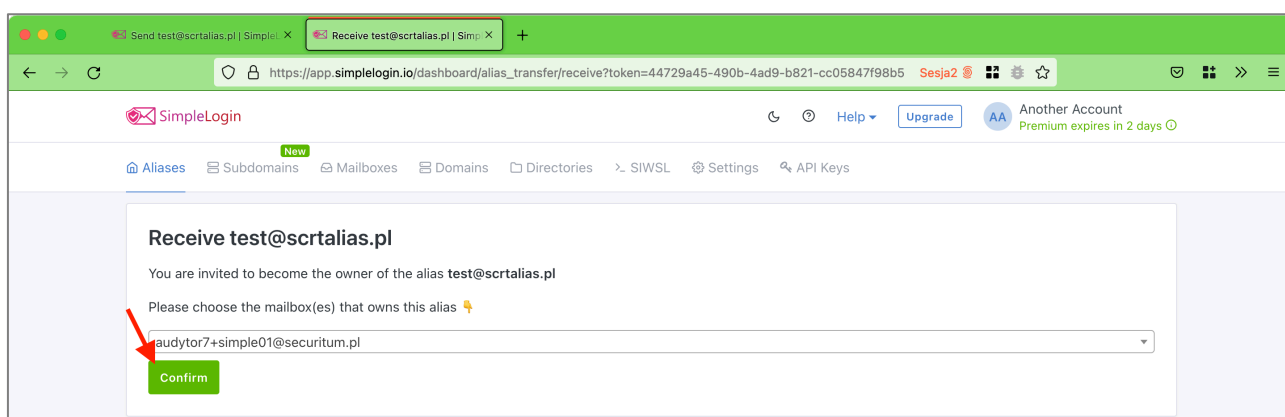 Send test@scrtalias.pl | SimpleL
Receive test@scrtalias.pl | Simp
https://app.simplelogin.io/dashboard/alias_transfer/receive?token=44729a45-490b-4ad9-b821-cc05847f98b5 Sesja2
SimpleLogin
Help
Upgrade
AA
Another Account
Premium expires in 2 days
New
Aliases Subdomains Mailboxes Domains Directories SIWSL Settings API Keys
Receive test@scrtalias.pl
You are invited to become the owner of the alias test@scrtalias.pl
Please choose the mailbox(es) that owns this alias 👇
audytor7+simple01@securitum.pl
Confirm